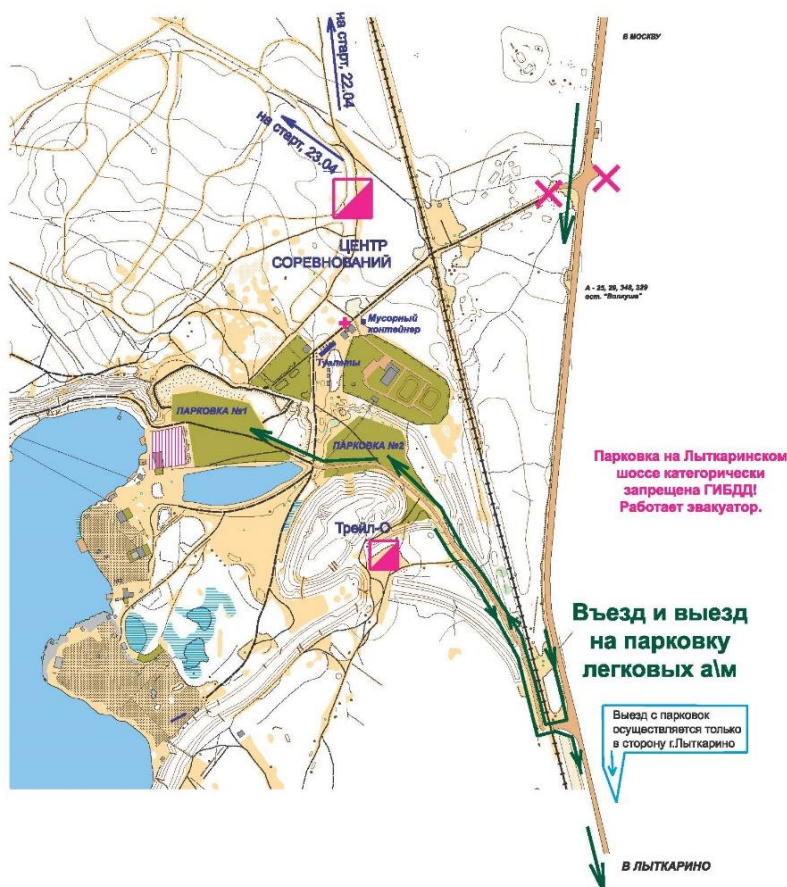 В МОСКВУ
на старт, 22.04
на старт, 23.04
ЦЕНТР
СОРЕВНОВАНИЙ
А - 25, 29, 348, 329
ост. "Волкуша"
Мусорный
контейнер
Туалеты
ПАРКОВКА №1
ПАРКОВКА №2
Парковка на Лыткаринском
шоссе категорически
запрещена ГИБДД!
Работает эвакуатор.
Трейл-О
Въезд и выезд
на парковку
легковых а\м
Выезд с парковок
осуществляется только
в сторону г.Лыткарино
В ЛЫТКАРИНО